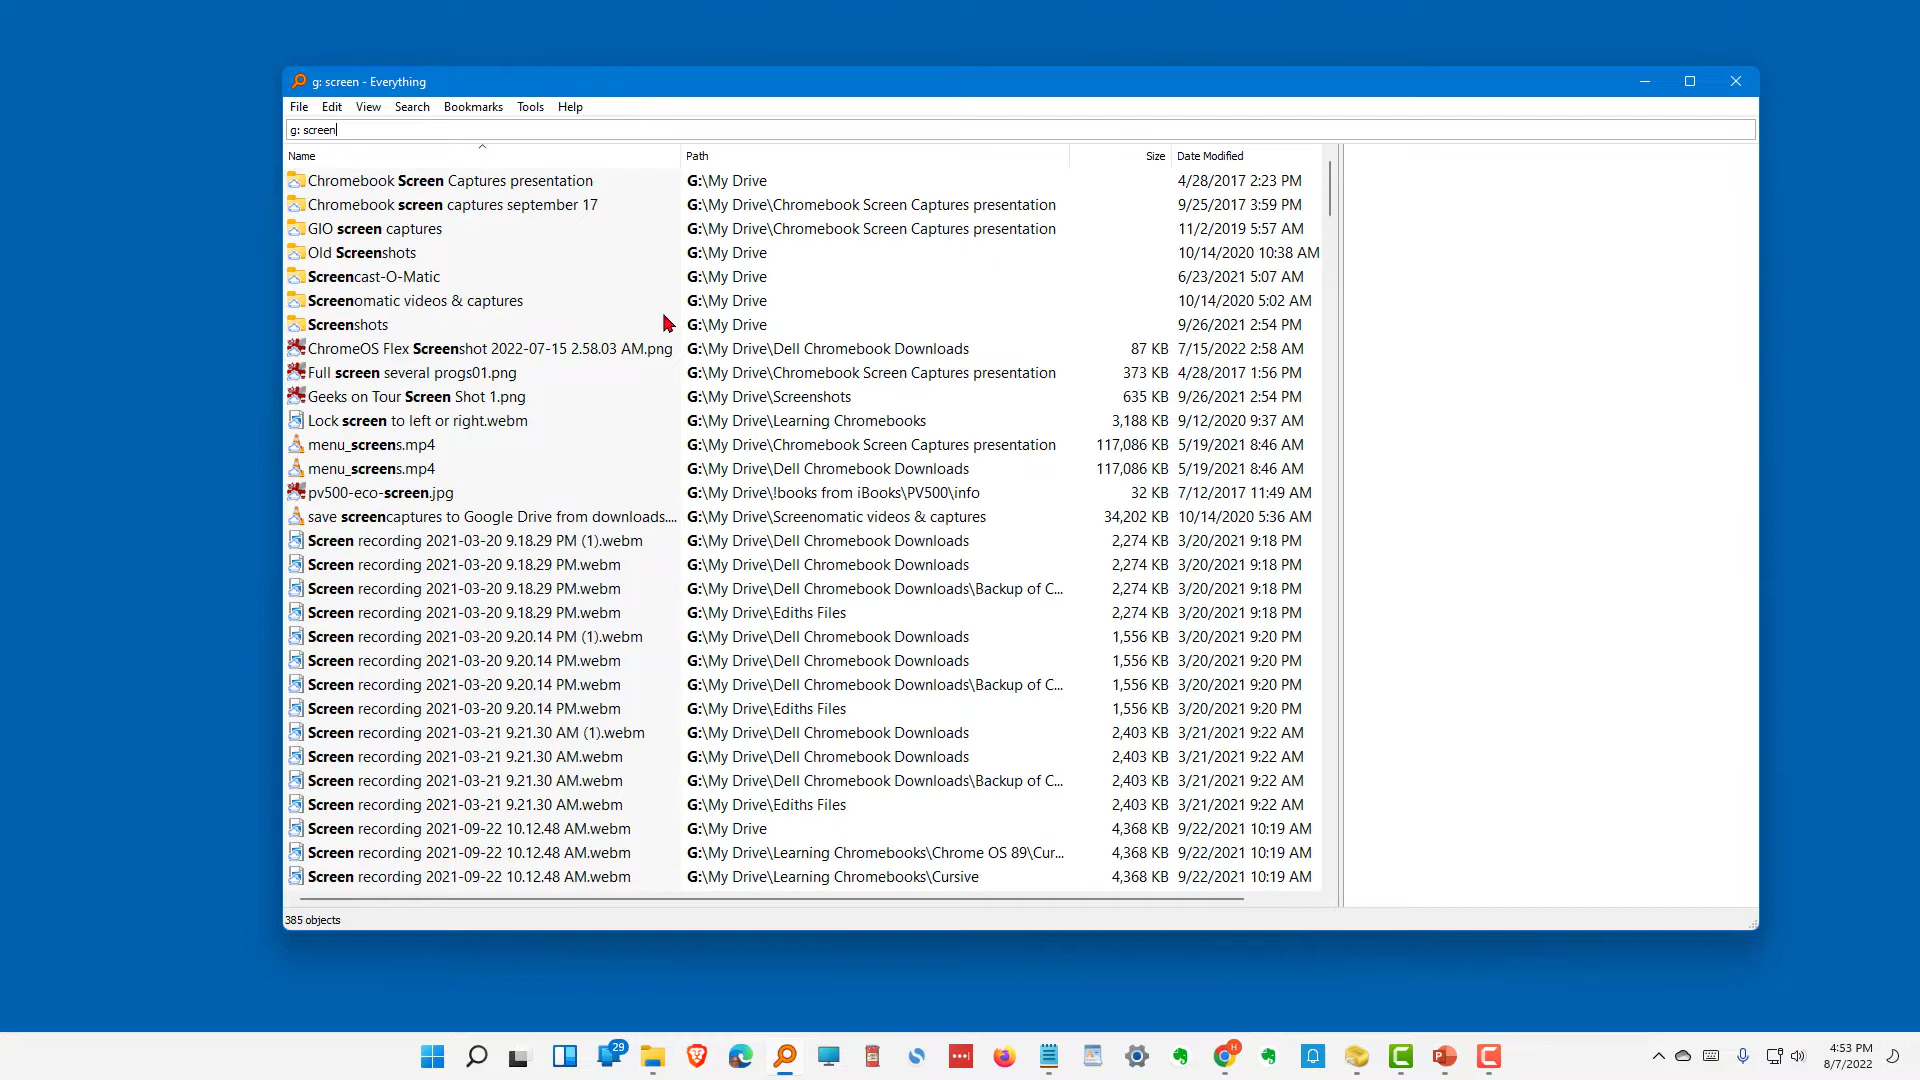 g: screen - Everything
File Edit View Search Bookmarks Tools Help
g: screen
Name Path Size Date Modified
Chromebook Screen Captures presentation G:\My Drive 4/28/2017 2:23 PM
Chromebook screen captures september 17 G:\My Drive\Chromebook Screen Captures presentation 9/25/2017 3:59 PM
GIO screen captures G:\My Drive\Chromebook Screen Captures presentation 11/2/2019 5:57 AM
Old Screenshots G:\My Drive 10/14/2020 10:38 AM
Screencast-O-Matic G:\My Drive 6/23/2021 5:07 AM
Screenomatic videos & captures G:\My Drive 10/14/2020 5:02 AM
Screenshots G:\My Drive 9/26/2021 2:54 PM
ChromeOS Flex Screenshot 2022-07-15 2.58.03 AM.png G:\My Drive\Dell Chromebook Downloads 87 KB 7/15/2022 2:58 AM
Full screen several progs01.png G:\My Drive\Chromebook Screen Captures presentation 373 KB 4/28/2017 1:56 PM
Geeks on Tour Screen Shot 1.png G:\My Drive\Screenshots 635 KB 9/26/2021 2:54 PM
Lock screen to left or right.webm G:\My Drive\Learning Chromebooks 3,188 KB 9/12/2020 9:37 AM
menu_screens.mp4 G:\My Drive\Chromebook Screen Captures presentation 117,086 KB 5/19/2021 8:46 AM
menu_screens.mp4 G:\My Drive\Dell Chromebook Downloads 117,086 KB 5/19/2021 8:46 AM
pv500-eco-screen.jpg G:\My Drive\!books from iBooks\PV500\info 32 KB 7/12/2017 11:49 AM
save screencaptures to Google Drive from downloads.... G:\My Drive\Screenomatic videos & captures 34,202 KB 10/14/2020 5:36 AM
Screen recording 2021-03-20 9.18.29 PM (1).webm G:\My Drive\Dell Chromebook Downloads 2,274 KB 3/20/2021 9:18 PM
Screen recording 2021-03-20 9.18.29 PM.webm G:\My Drive\Dell Chromebook Downloads 2,274 KB 3/20/2021 9:18 PM
Screen recording 2021-03-20 9.18.29 PM.webm G:\My Drive\Dell Chromebook Downloads\Backup of C... 2,274 KB 3/20/2021 9:18 PM
Screen recording 2021-03-20 9.18.29 PM.webm G:\My Drive\Ediths Files 2,274 KB 3/20/2021 9:18 PM
Screen recording 2021-03-20 9.20.14 PM (1).webm G:\My Drive\Dell Chromebook Downloads 1,556 KB 3/20/2021 9:20 PM
Screen recording 2021-03-20 9.20.14 PM.webm G:\My Drive\Dell Chromebook Downloads 1,556 KB 3/20/2021 9:20 PM
Screen recording 2021-03-20 9.20.14 PM.webm G:\My Drive\Dell Chromebook Downloads\Backup of C... 1,556 KB 3/20/2021 9:20 PM
Screen recording 2021-03-20 9.20.14 PM.webm G:\My Drive\Ediths Files 1,556 KB 3/20/2021 9:20 PM
Screen recording 2021-03-21 9.21.30 AM (1).webm G:\My Drive\Dell Chromebook Downloads 2,403 KB 3/21/2021 9:22 AM
Screen recording 2021-03-21 9.21.30 AM.webm G:\My Drive\Dell Chromebook Downloads 2,403 KB 3/21/2021 9:22 AM
Screen recording 2021-03-21 9.21.30 AM.webm G:\My Drive\Dell Chromebook Downloads\Backup of C... 2,403 KB 3/21/2021 9:22 AM
Screen recording 2021-03-21 9.21.30 AM.webm G:\My Drive\Ediths Files 2,403 KB 3/21/2021 9:22 AM
Screen recording 2021-09-22 10.12.48 AM.webm G:\My Drive 4,368 KB 9/22/2021 10:19 AM
Screen recording 2021-09-22 10.12.48 AM.webm G:\My Drive\Learning Chromebooks\Chrome OS 89\Cur... 4,368 KB 9/22/2021 10:19 AM
Screen recording 2021-09-22 10.12.48 AM.webm G:\My Drive\Learning Chromebooks\Cursive 4,368 KB 9/22/2021 10:19 AM
385 objects
29
H
4:53 PM
8/7/2022